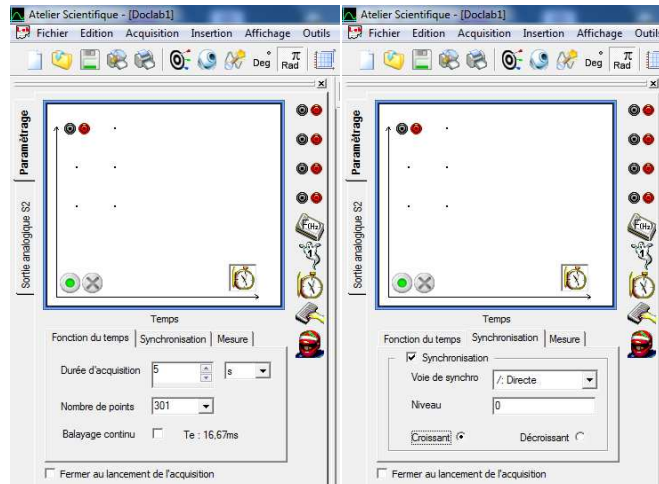 Atelier Scientifique - [Doclab1]
Fichier Edition Acquisition Insertion Affichage Outils
Deg ° π Rad
Paramétrage
Sortie analogique S2
F(Hz)
Temps
Fonction du temps Synchronisation Mesure
Durée d'acquisition 5 s
Nombre de points 301
Balayage continu Te : 16,67ms
Fermer au lancement de l'acquisition
Atelier Scientifique - [Doclab1]
Fichier Edition Acquisition Insertion Affichage Outils
Deg ° π Rad
Paramétrage
Sortie analogique S2
F(Hz)
Temps
Fonction du temps Synchronisation Mesure
Synchronisation
Voie de synchro /: Directe
Niveau 0
Croissant Décroissant
Fermer au lancement de l'acquisition